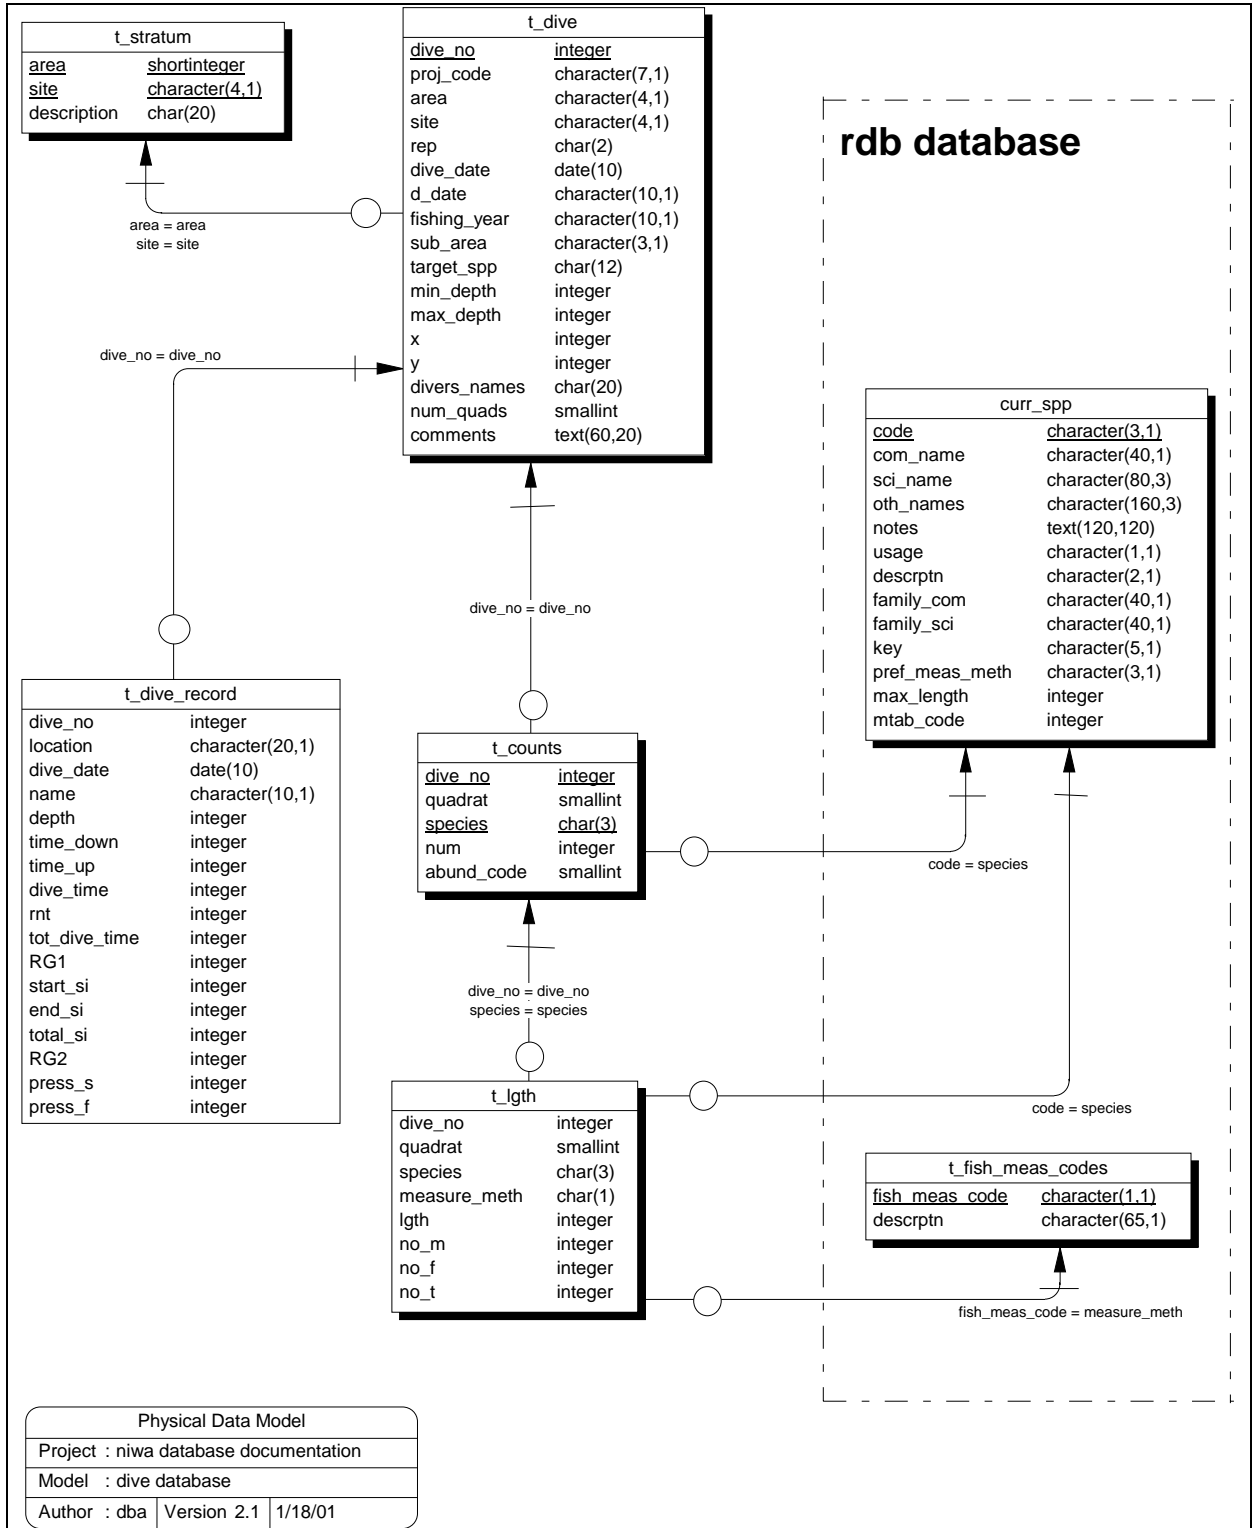 t_stratum
area shortinteger
site character(4,1)
description char(20)
area = area
site = site
t_dive
dive_no integer
proj_code character(7,1)
area character(4,1)
site character(4,1)
rep char(2)
dive_date date(10)
d_date character(10,1)
fishing_year character(10,1)
sub_area character(3,1)
target_spp char(12)
min_depth integer
max_depth integer
x integer
y integer
divers_names char(20)
num_quads smallint
comments text(60,20)
dive_no = dive_no
dive_no = dive_no
t_dive_record
dive_no integer
location character(20,1)
dive_date date(10)
name character(10,1)
depth integer
time_down integer
time_up integer
dive_time integer
rnt integer
tot_dive_time integer
RG1 integer
start_si integer
end_si integer
total_si integer
RG2 integer
press_s integer
press_f integer
t_counts
dive_no integer
quadrat smallint
species char(3)
num integer
abund_code smallint
dive_no = dive_no
species = species
t_lgth
dive_no integer
quadrat smallint
species char(3)
measure_meth char(1)
lgth integer
no_m integer
no_f integer
no_t integer
rdb database
curr_spp
code character(3,1)
com_name character(40,1)
sci_name character(80,3)
oth_names character(160,3)
notes text(120,120)
usage character(1,1)
descrptn character(2,1)
family_com character(40,1)
family_sci character(40,1)
key character(5,1)
pref_meas_meth character(3,1)
max_length integer
mtab_code integer
code = species
code = species
t_fish_meas_codes
fish_meas_code character(1,1)
descrptn character(65,1)
fish_meas_code = measure_meth
Physical Data Model
Project : niwa database documentation
Model : dive database
Author : dba Version 2.1 1/18/01